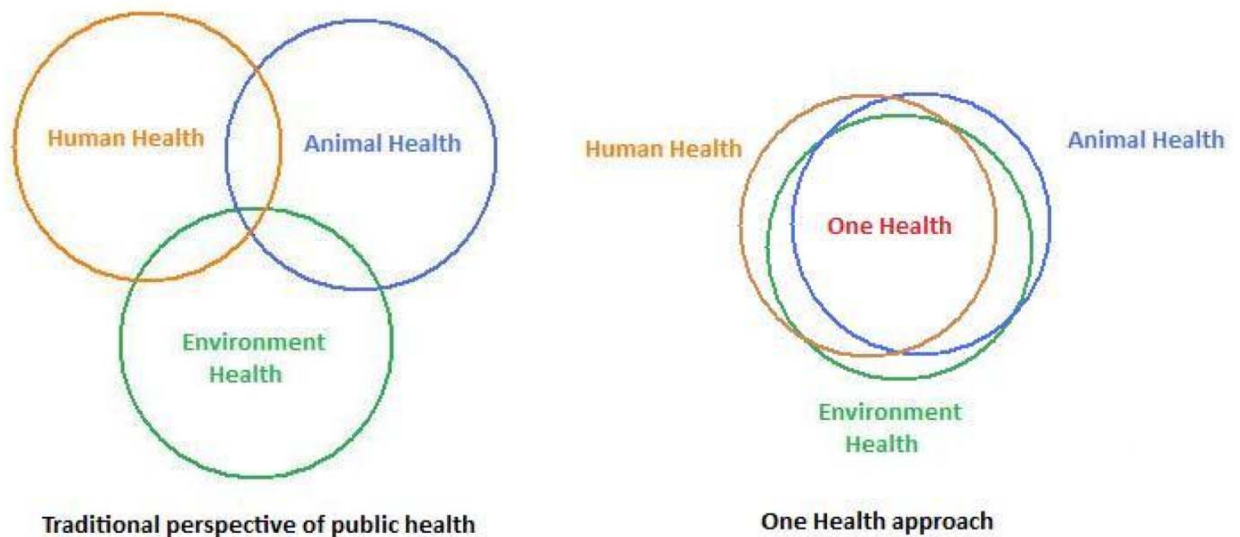 Human Health
Animal Health
Environment
Health
Traditional perspective of public health
Human Health
Animal Health
One Health
Environment
Health
One Health approach